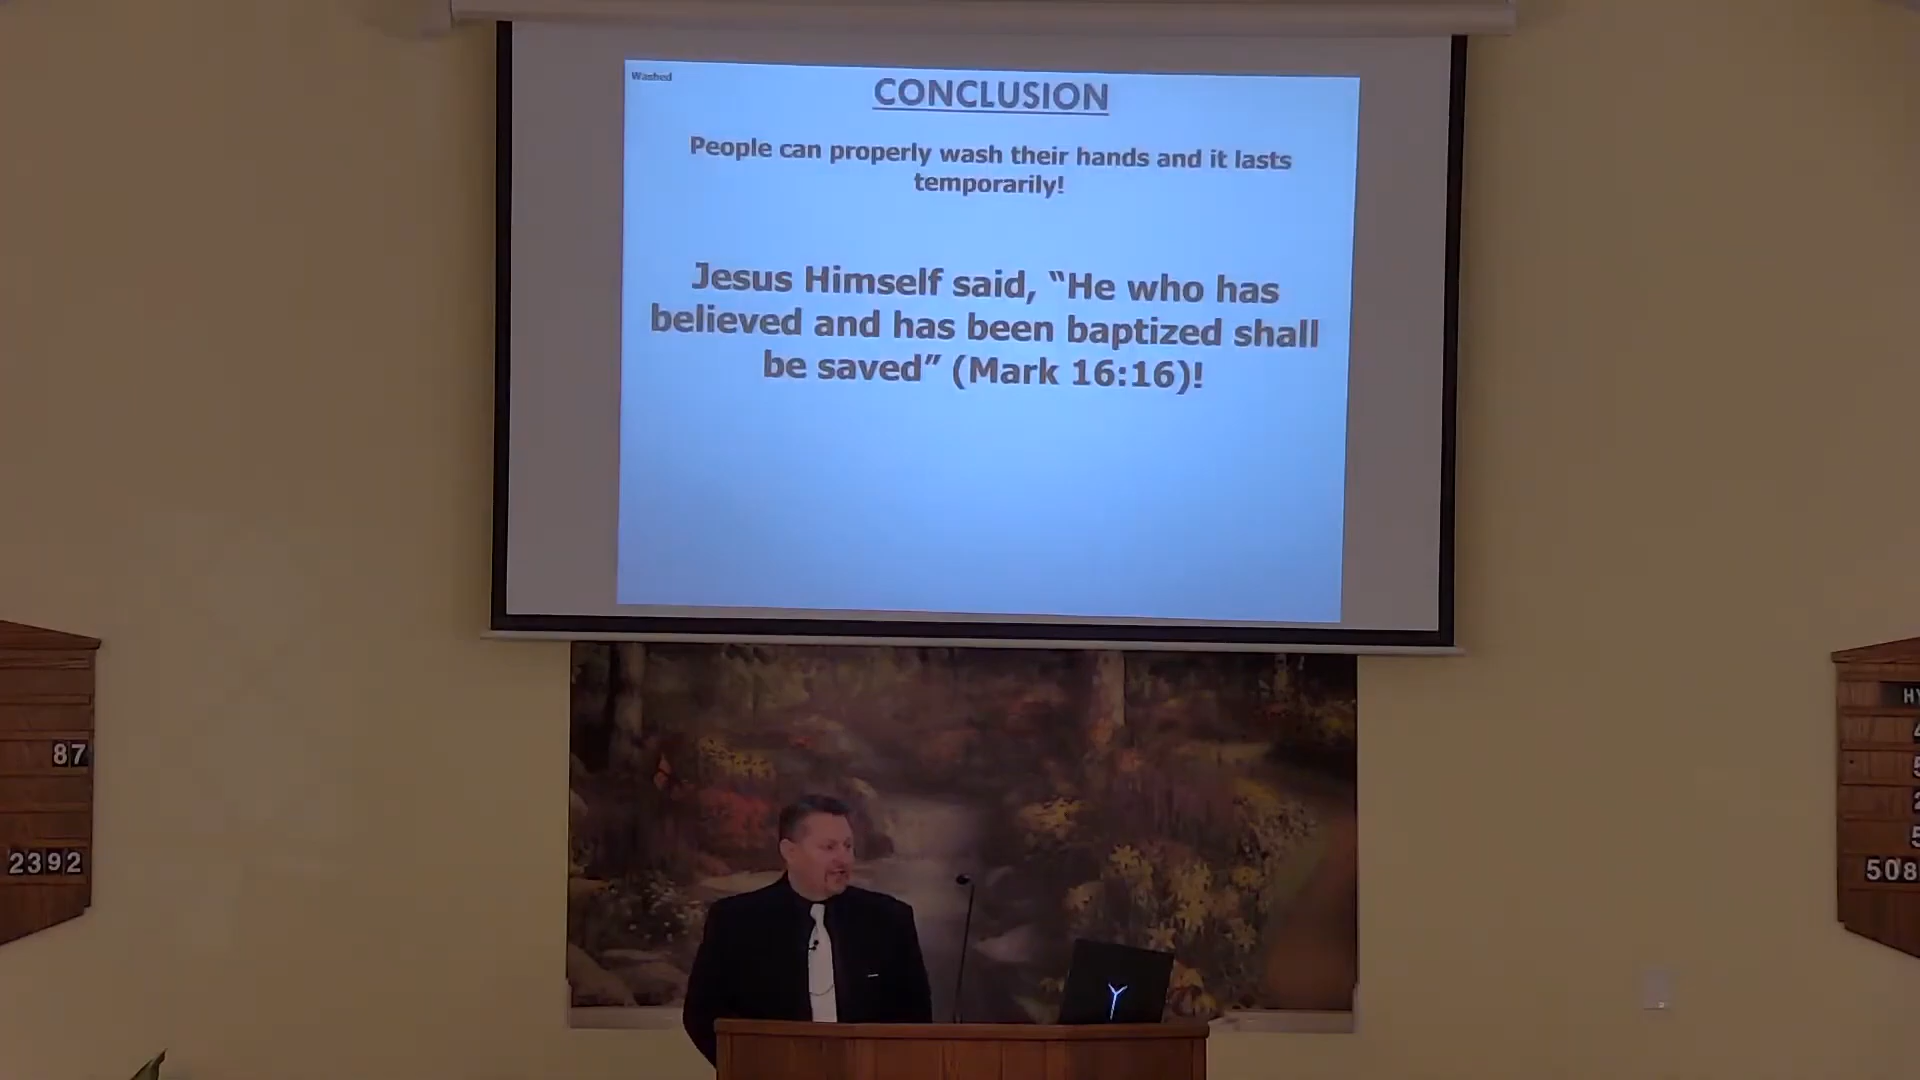 Washed
CONCLUSION
People can properly wash their hands and it lasts
temporarily!
Jesus Himself said, “He who has
believed and has been baptized shall
be saved” (Mark 16:16)!
87
2392
508